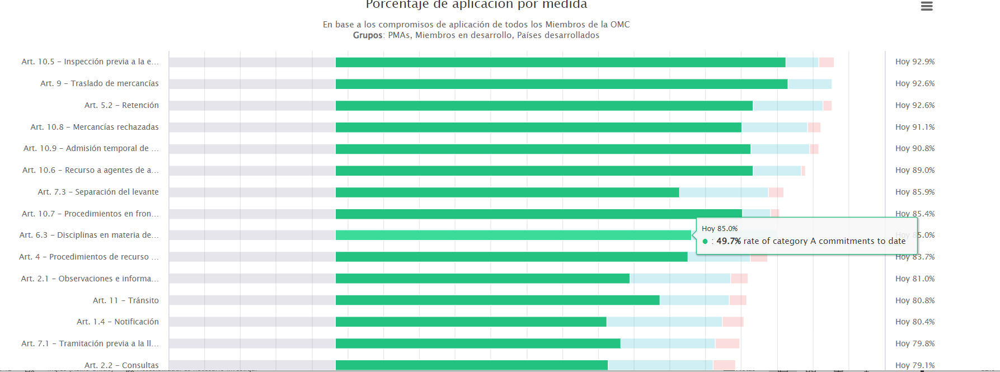 Porcentaje de aplicación por medida
En base a los compromisos de aplicación de todos los Miembros de la OMC
Grupos: PMAs, Miembros en desarrollo, Países desarrollados
Art. 10.5 – Inspección previa a la e... Hoy 92.9%
Art. 9 – Traslado de mercancías Hoy 92.6%
Art. 5.2 – Retención Hoy 92.6%
Art. 10.8 – Mercancías rechazadas Hoy 91.1%
Art. 10.9 – Admisión temporal de ... Hoy 90.8%
Art. 10.6 – Recurso a agentes de a... Hoy 89.0%
Art. 7.3 – Separación del levante Hoy 85.9%
Art. 10.7 – Procedimientos en fron... Hoy 85.4%
Hoy 85.0%
Art. 6.3 – Disciplinas en materia de... Hoy 85.0%
: 49.7% rate of category A commitments to date
Art. 4 – Procedimientos de recurso ... Hoy 83.7%
Art. 2.1 – Observaciones e informa... Hoy 81.0%
Art. 11 – Tránsito Hoy 80.8%
Art. 1.4 – Notificación Hoy 80.4%
Art. 7.1 – Tramitación previa a la ll... Hoy 79.8%
Art. 2.2 – Consultas Hoy 79.1%